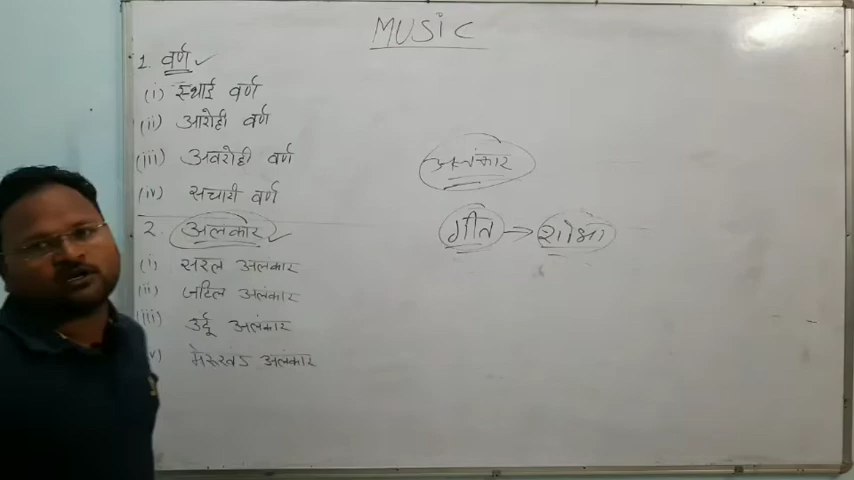 MUSiC
1. वर्ण ✓
(i) स्थाई वर्ण
(ii) आरोही वर्ण
(iii) अवरोही वर्ण
(iv) सचारी वर्ण
2. अलंकार ✓
(i) सरल अलंकार
(ii) जटिल अलंकार
(iii) उर्दू अलंकार
v) मेरूखंड अलंकार
अलंकार
गीत → शोभा